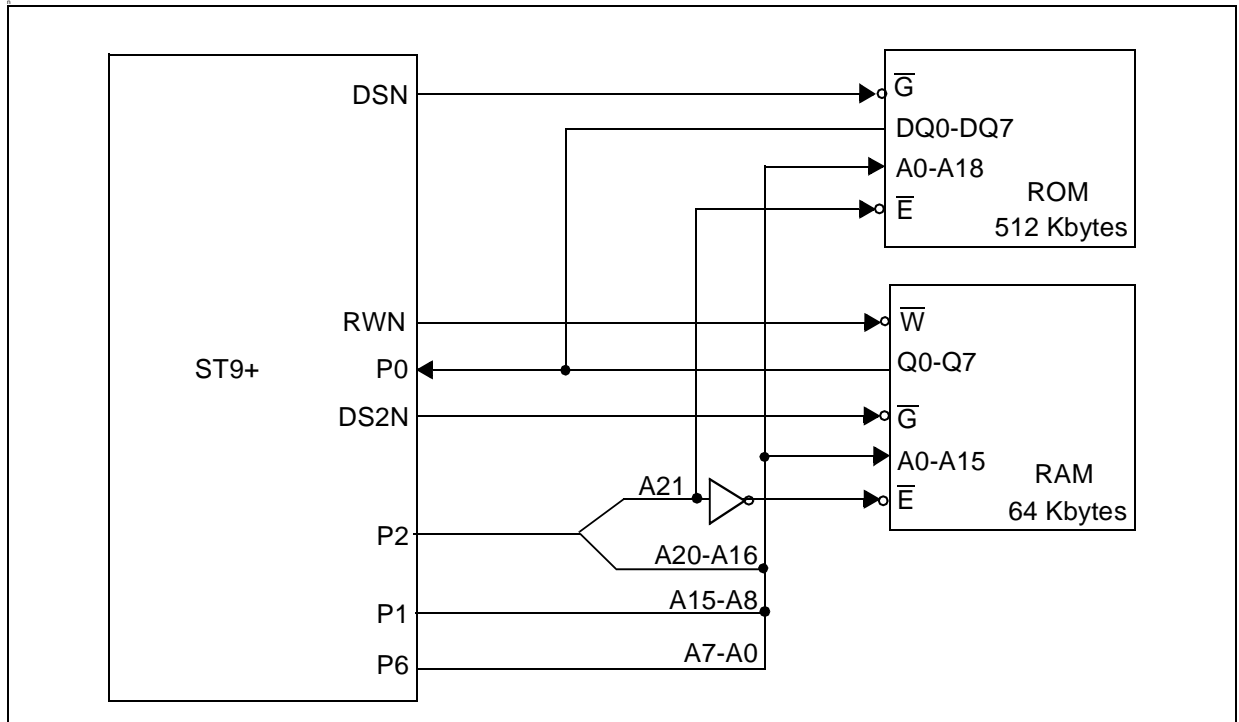 DSN
G̅
DQ0-DQ7
A0-A18
ROM
E̅
512 Kbytes
RWN
W̅
ST9+
P0
Q0-Q7
DS2N
G̅
A0-A15
RAM
A21
E̅
64 Kbytes
P2
A20-A16
A15-A8
P1
A7-A0
P6